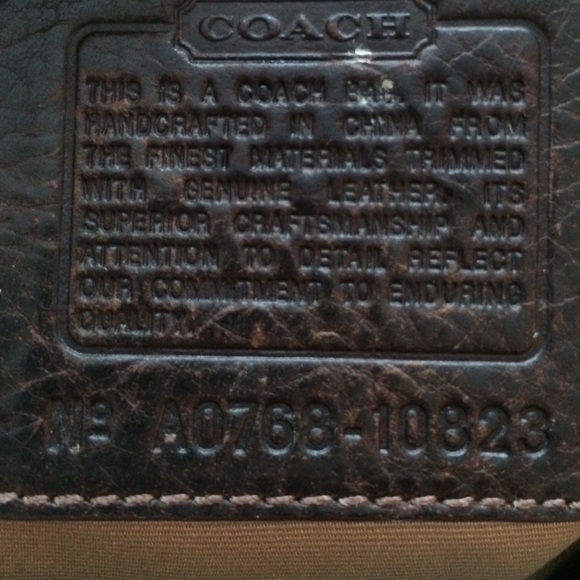 COACH
THIS IS A COACH BAG. IT WAS
HANDCRAFTED IN CHINA FROM
THE FINEST MATERIALS TRIMMED
WITH GENUINE LEATHER. ITS
SUPERIOR CRAFTSMANSHIP AND
ATTENTION TO DETAIL REFLECT
OUR COMMITMENT TO ENDURING
QUALITY.
Nº A0768-10823